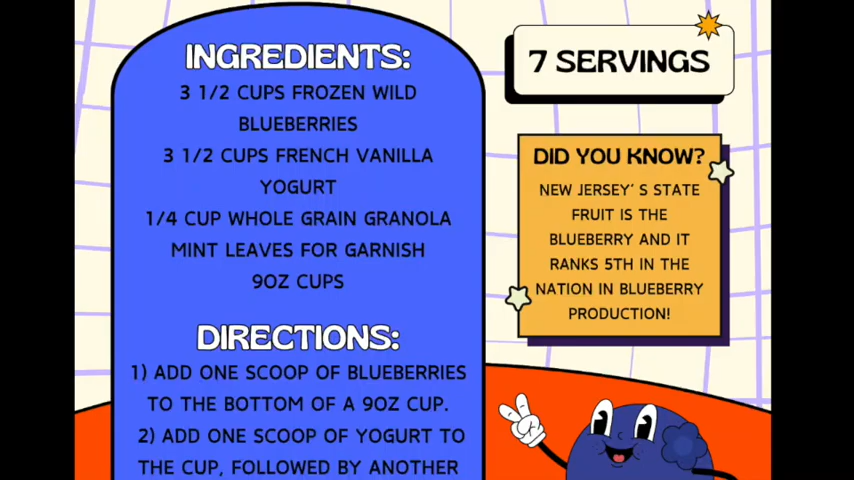 INGREDIENTS:
3 1/2 CUPS FROZEN WILD
BLUEBERRIES
3 1/2 CUPS FRENCH VANILLA
YOGURT
1/4 CUP WHOLE GRAIN GRANOLA
MINT LEAVES FOR GARNISH
9OZ CUPS
DIRECTIONS:
1) ADD ONE SCOOP OF BLUEBERRIES
TO THE BOTTOM OF A 9OZ CUP.
2) ADD ONE SCOOP OF YOGURT TO
THE CUP, FOLLOWED BY ANOTHER
7 SERVINGS
DID YOU KNOW?
NEW JERSEY'S STATE
FRUIT IS THE
BLUEBERRY AND IT
RANKS 5TH IN THE
NATION IN BLUEBERRY
PRODUCTION!